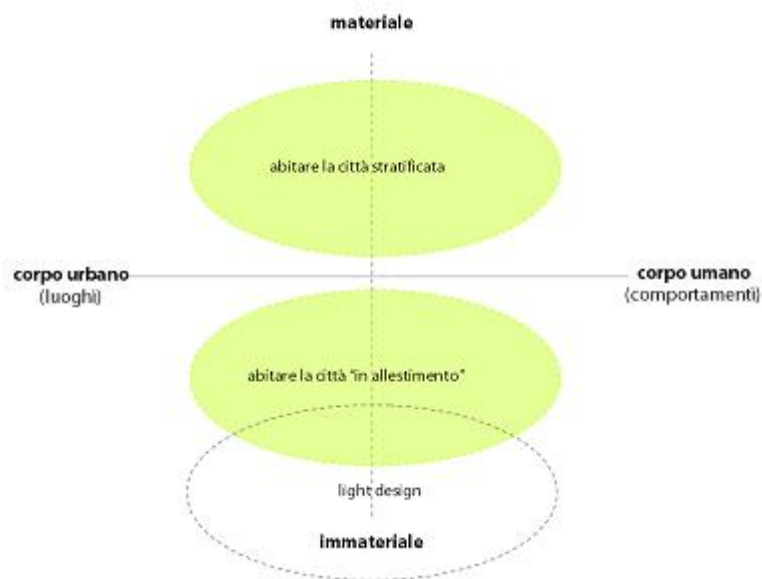 materiale
abitare la città stratificata
corpo urbano
(luoghi)
corpo umano
(comportamenti)
abitare la città "in allestimento"
light design
immateriale